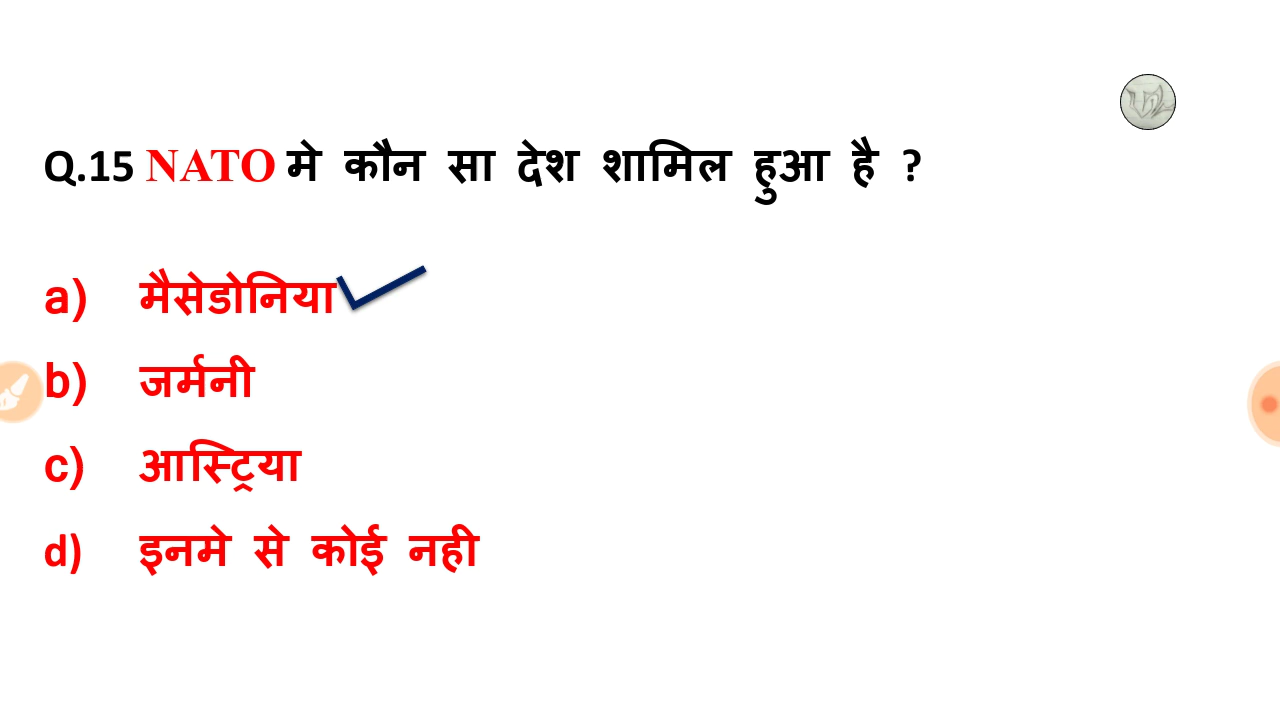 Q.15 NATO मे कौन सा देश शामिल हुआ है ?
a) मैसेडोनिया
b) जर्मनी
c) आस्ट्रिया
d) इनमे से कोई नही